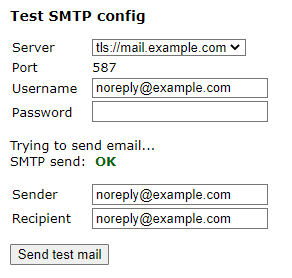 Test SMTP config
Server tls://mail.example.com
Port 587
Username noreply@example.com
Password
Trying to send email...
SMTP send: OK
Sender noreply@example.com
Recipient noreply@example.com
Send test mail